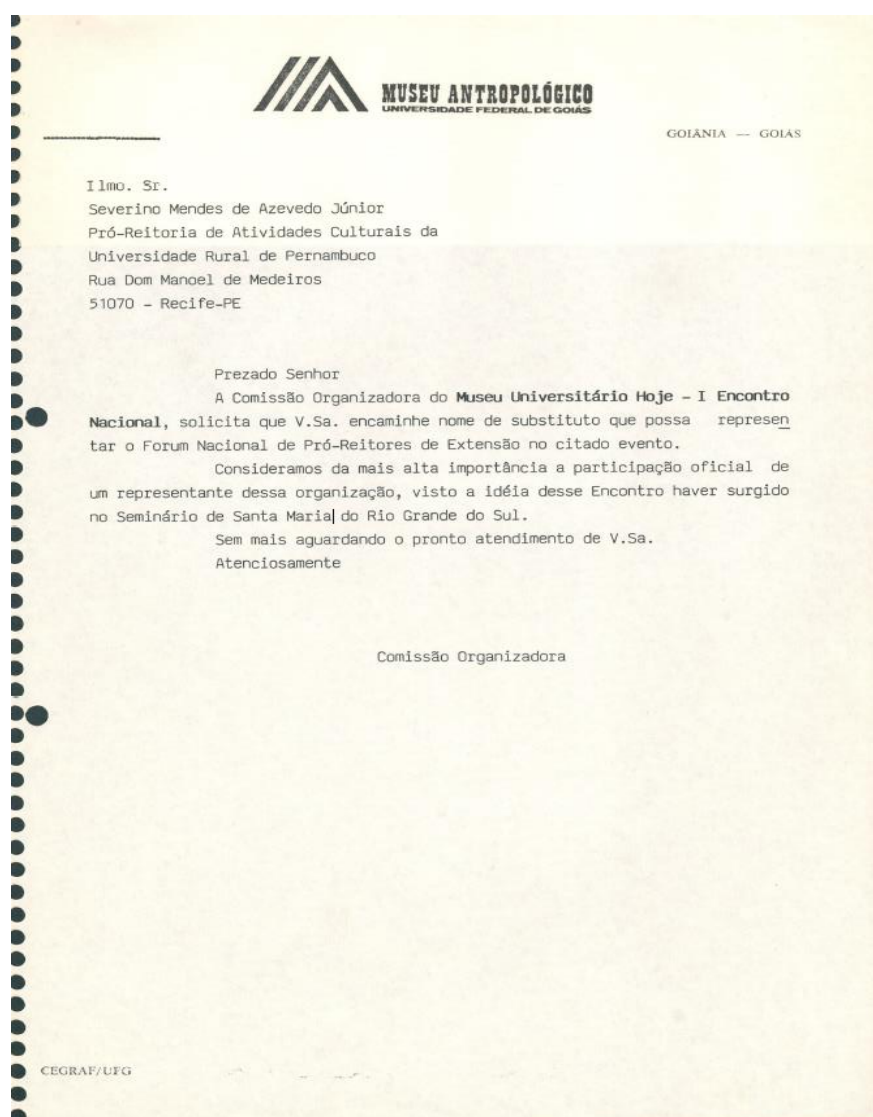 MUSEU ANTROPOLÓGICO
UNIVERSIDADE FEDERAL DE GOIÁS
GOIÂNIA — GOIÁS
Ilmo. Sr.
Severino Mendes de Azevedo Júnior
Pró-Reitoria de Atividades Culturais da
Universidade Rural de Pernambuco
Rua Dom Manoel de Medeiros
51070 - Recife-PE
Prezado Senhor
A Comissão Organizadora do Museu Universitário Hoje - I Encontro
Nacional, solicita que V.Sa. encaminhe nome de substituto que possa represen
tar o Forum Nacional de Pró-Reitores de Extensão no citado evento.
Consideramos da mais alta importância a participação oficial de
um representante dessa organização, visto a idéia desse Encontro haver surgido
no Seminário de Santa Maria do Rio Grande do Sul.
Sem mais aguardando o pronto atendimento de V.Sa.
Atenciosamente
Comissão Organizadora
CEGRAF/UFG